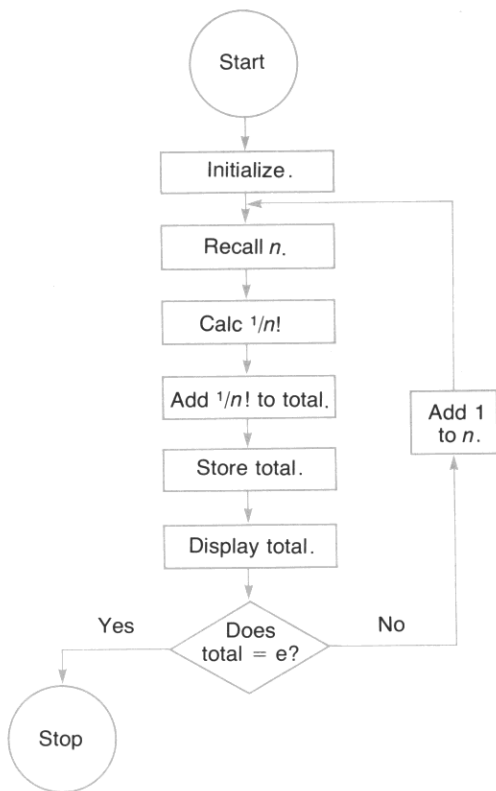 Start
Initialize.
Recall n.
Calc 1/n!
Add 1/n! to total.
Store total.
Display total.
Does
total = e?
Yes
No
Add 1
to n.
Stop